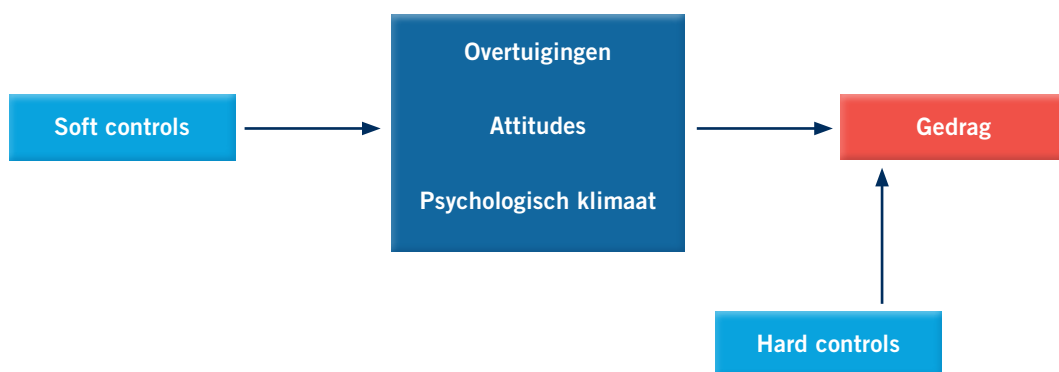 Overtuigingen
Soft controls
Attitudes
Gedrag
Psychologisch klimaat
Hard controls